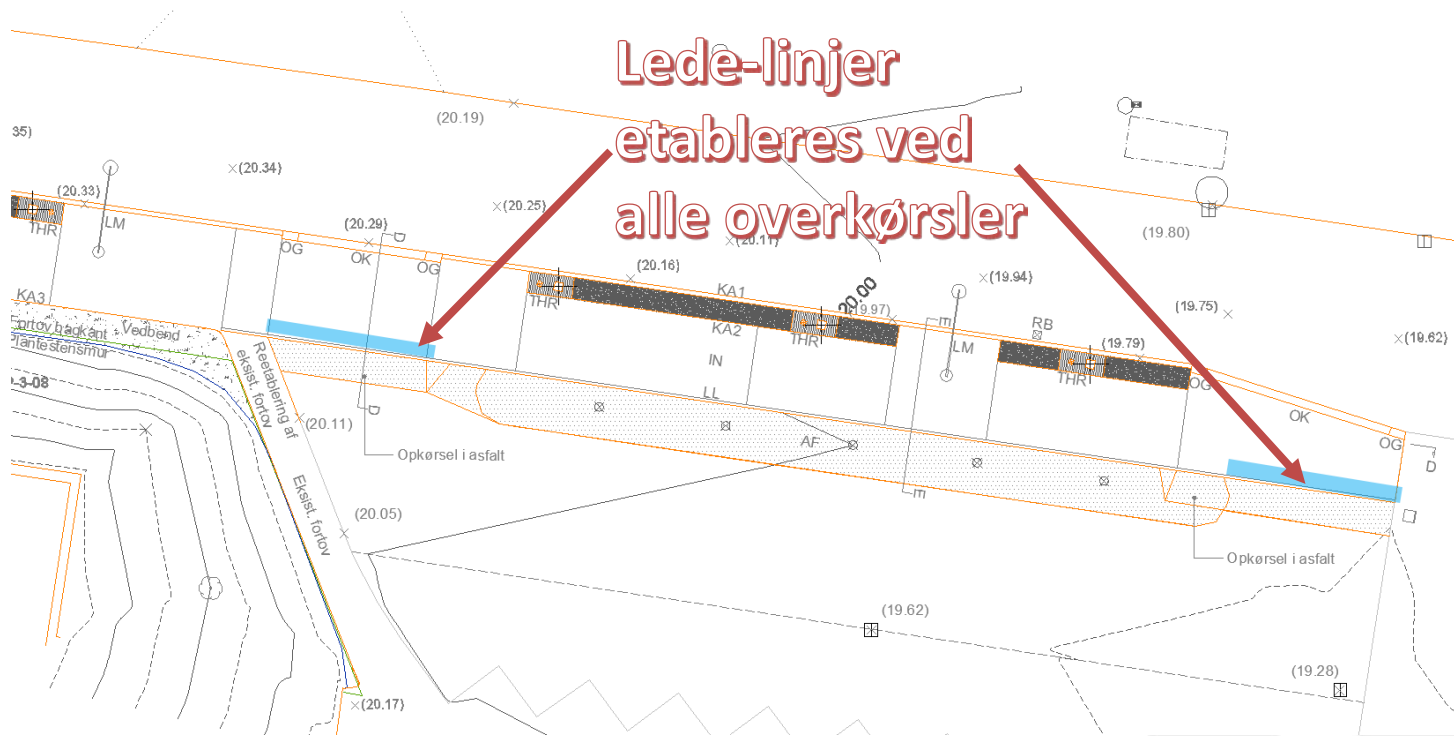 Lede-linjer
etableres ved
alle overkørsler
35)
(20.19)
(20.34)
(20.33)
THR
LM
(20.25)
(20.29)
D
OG
OK
OG
(20.11)
(20.16)
(19.80)
(19.94)
KA1
20.00
(19.97)
(19.75)
KA3
THR
KA2
THR
E
LM
RB
(19.79)
(19.62)
Fortov bagkant
Vedbend
Plantestensmur
Reetablering af
eksist. fortov
IN
LL
THR
OG
OK
OG
D
-3-08
D
(20.11)
Opkørsel i asfalt
AF
E
Eksist. fortov
(20.05)
Opkørsel i asfalt
(19.62)
(19.28)
(20.17)